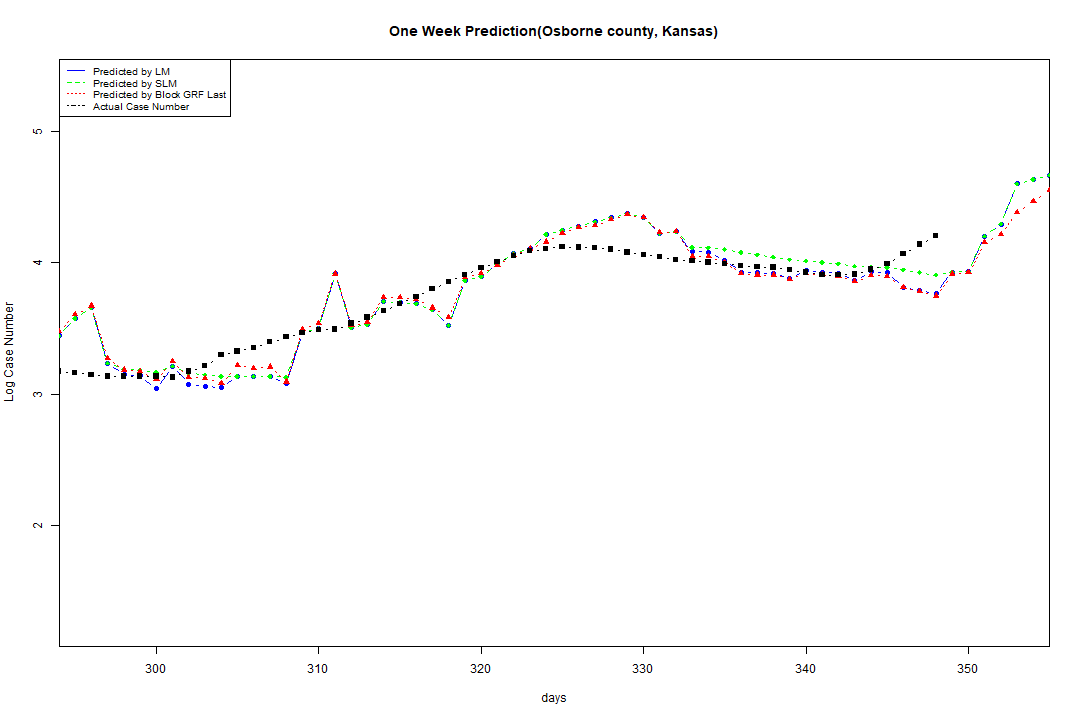 One Week Prediction(Osborne county, Kansas)
Predicted by LM
Predicted by SLM
Predicted by Block GRF Last
Actual Case Number
5
4
3
2
Log Case Number
300 310 320 330 340 350
days